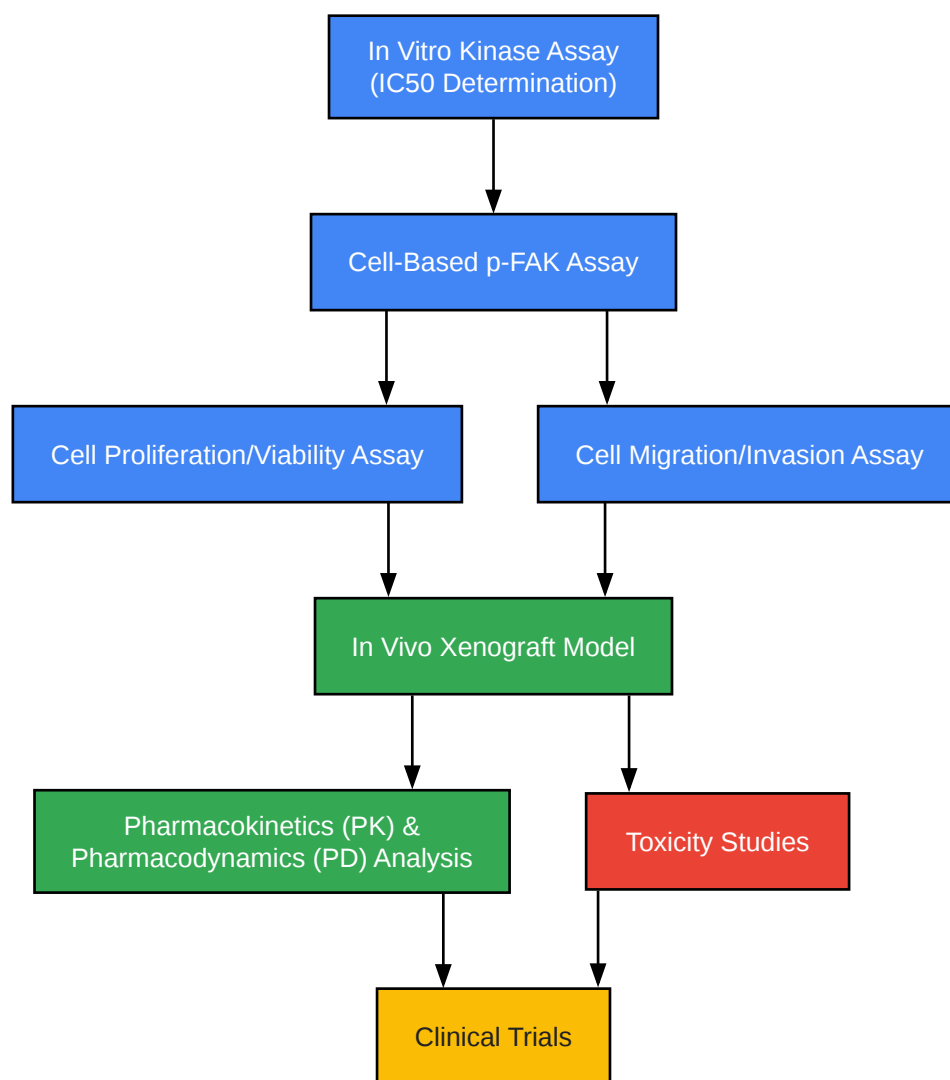 In Vitro Kinase Assay
(IC50 Determination)
Cell-Based p-FAK Assay
Cell Proliferation/Viability Assay
Cell Migration/Invasion Assay
In Vivo Xenograft Model
Pharmacokinetics (PK) &
Pharmacodynamics (PD) Analysis
Toxicity Studies
Clinical Trials